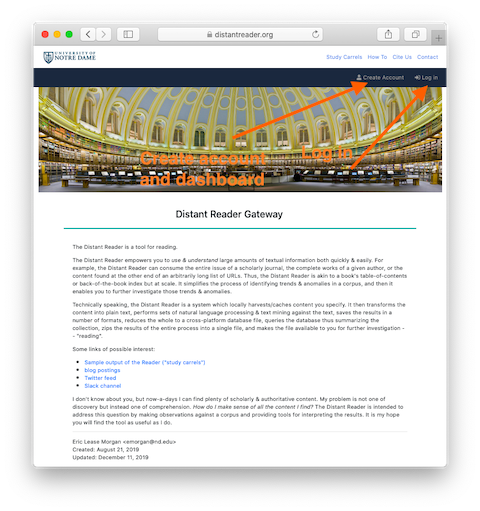 distantreader.org
UNIVERSITY OF
NOTRE DAME
Study Carrels How To Cite Us Contact
Create Account Log in
Create account
and dashboard
Log in
Distant Reader Gateway
The Distant Reader is a tool for reading.
The Distant Reader empowers you to use & understand large amounts of textual information both quickly & easily. For
example, the Distant Reader can consume the entire issue of a scholarly journal, the complete works of a given author, or the
content found at the other end of an arbitrarily long list of URLs. Thus, the Distant Reader is akin to a book's table-of-contents
or back-of-the-book index but at scale. It simplifies the process of identifying trends & anomalies in a corpus, and then it
enables you to further investigate those trends & anomalies.
Technically speaking, the Distant Reader is a system which locally harvests/caches content you specify. It then transforms the
content into plain text, performs sets of natural language processing & text mining against the text, saves the results in a
number of formats, reduces the whole to a cross-platform database file, queries the database thus summarizing the
collection, zips the results of the entire process into a single file, and makes the file available to you for further investigation -
- "reading".
Some links of possible interest:
• Sample output of the Reader ("study carrels")
• blog postings
• Twitter feed
• Slack channel
I don't know about you, but now-a-days I can find plenty of scholarly & authoritative content. My problem is not one of
discovery but instead one of comprehension. How do I make sense of all the content I find? The Distant Reader is intended to
address this question by making observations against a corpus and providing tools for interpreting the results. It is my hope
you will find the tool as useful as I do.
Eric Lease Morgan <emorgan@nd.edu>
Created: August 21, 2019
Updated: December 11, 2019